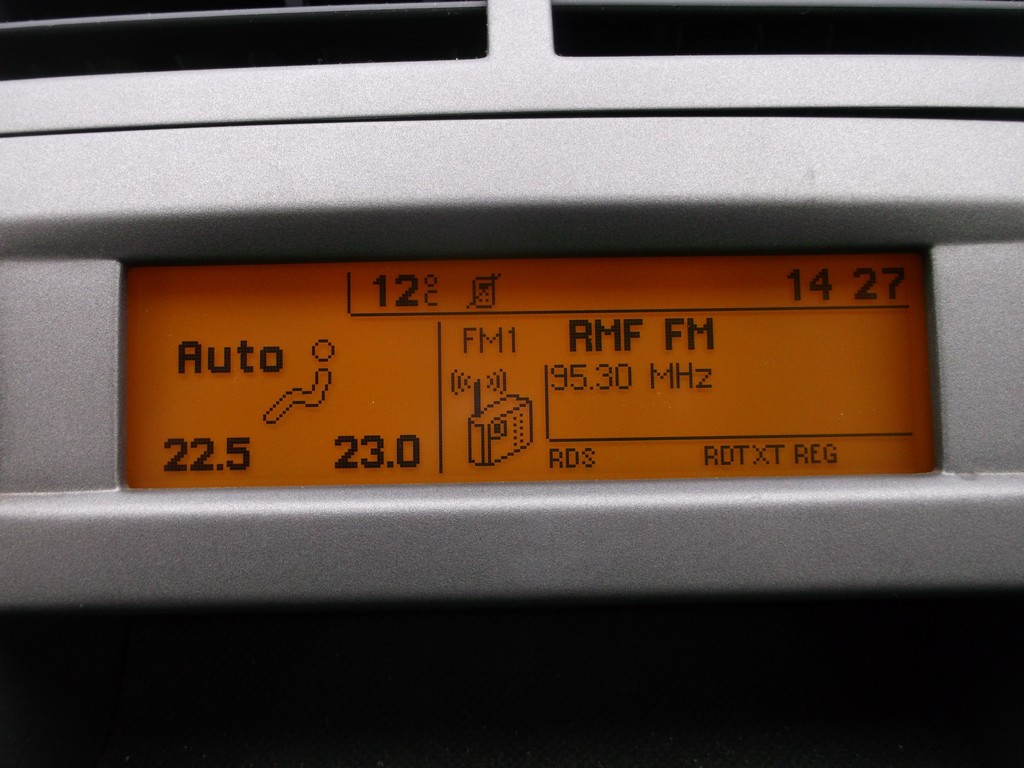 12°C 14 27
Auto
FM1 RMF FM
95.30 MHz
22.5 23.0
RDS RDTXT REG